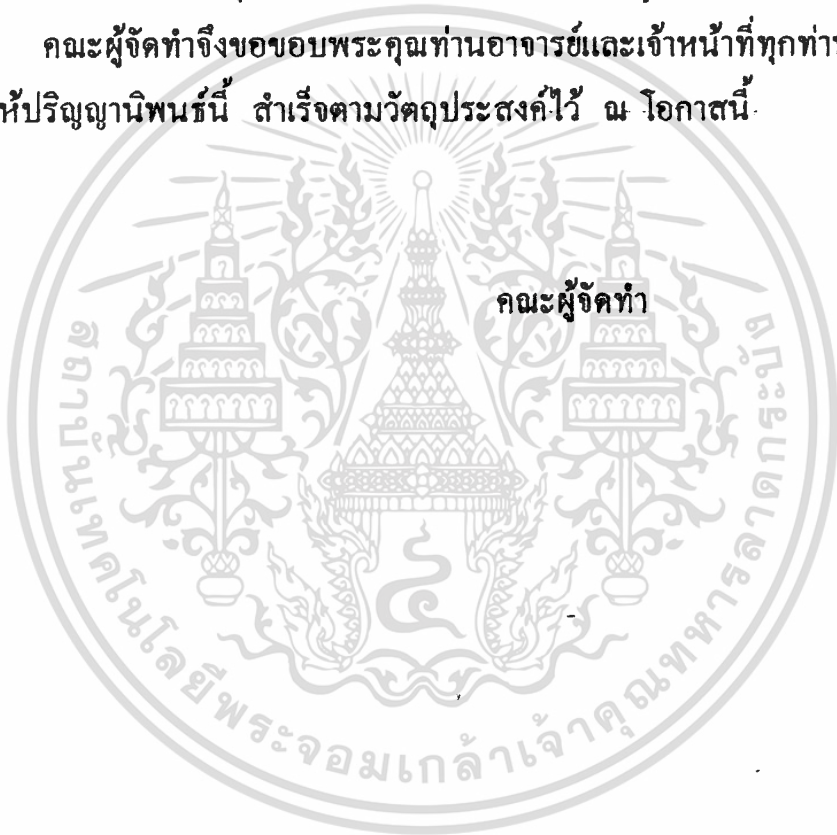 คณะผู้จัดทำจึงขอขอบพระคุณท่านอาจารย์และเจ้าหน้าที่ทุกท่า
ห้ปริญญานิพนธ์นี้ สำเร็จตามวัตถุประสงค์ไว้ ณ โอกาสนี้
คณะผู้จัดทำ
สถาบันเทคโนโลยีพระจอมเกล้าเจ้าคุณทหารลาดกระบัง
๔